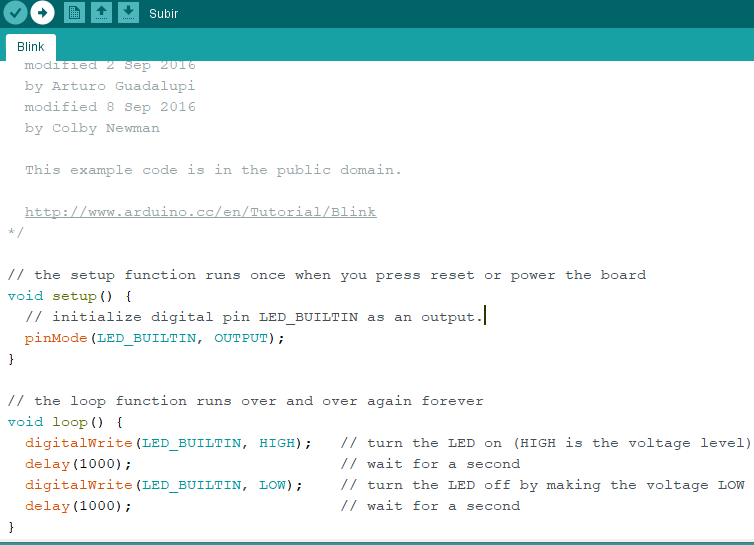 Subir
Blink
modified 2 Sep 2016
by Arturo Guadalupi
modified 8 Sep 2016
by Colby Newman
This example code is in the public domain.
http://www.arduino.cc/en/Tutorial/Blink
*/
// the setup function runs once when you press reset or power the board
void setup() {
  // initialize digital pin LED_BUILTIN as an output.
  pinMode(LED_BUILTIN, OUTPUT);
}
// the loop function runs over and over again forever
void loop() {
  digitalWrite(LED_BUILTIN, HIGH);   // turn the LED on (HIGH is the voltage level)
  delay(1000);                       // wait for a second
  digitalWrite(LED_BUILTIN, LOW);    // turn the LED off by making the voltage LOW
  delay(1000);                       // wait for a second
}